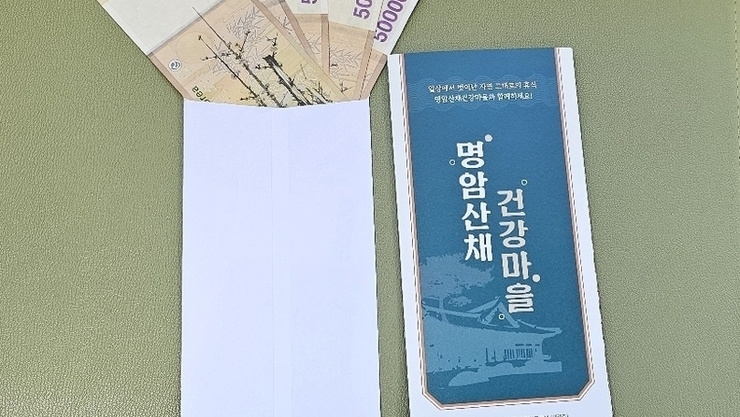 50000
50
rea
일상에서 벗어난 자연 그대로의 휴식
명암산채건강마을과 함께하세요!
명암산채
건강마을